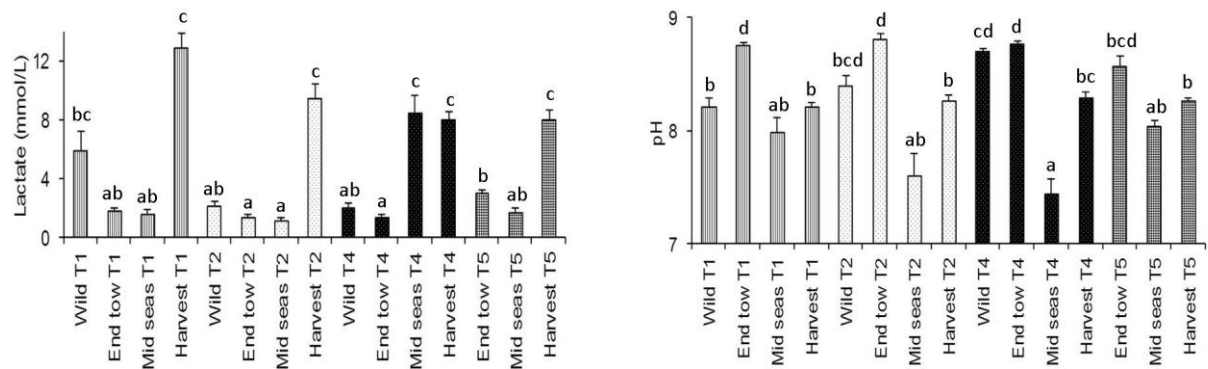 Lactate (mmol/L)
12
8
4
0
bc
ab
ab
c
ab
a
a
c
ab
a
c
c
b
ab
c
Wild T1
End tow T1
Mid seas T1
Harvest T1
Wild T2
End tow T2
Mid seas T2
Harvest T2
Wild T4
End tow T4
Mid seas T4
Harvest T4
End tow T5
Mid seas T5
Harvest T5
pH
9
8
7
b
d
ab
b
bcd
d
ab
b
cd
d
a
bc
bcd
ab
b
Wild T1
End tow T1
Mid seas T1
Harvest T1
Wild T2
End tow T2
Mid seas T2
Harvest T2
Wild T4
End tow T4
Mid seas T4
Harvest T4
End tow T5
Mid seas T5
Harvest T5